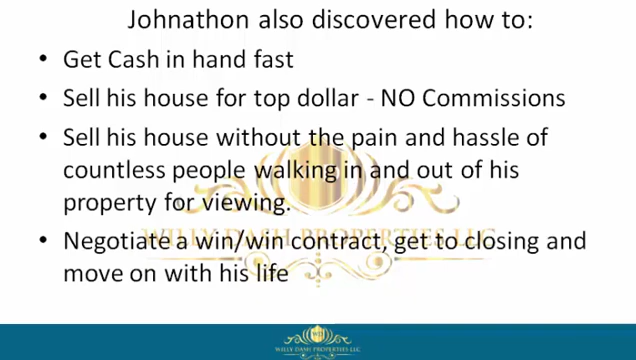 Johnathon also discovered how to:
• Get Cash in hand fast
• Sell his house for top dollar - NO Commissions
• Sell his house without the pain and hassle of
countless people walking in and out of his
property for viewing.
• Negotiate a win/win contract, get to closing and
move on with his life
WILLY DASH PROPERTIES LLC
WILLY DASH PROPERTIES LLC